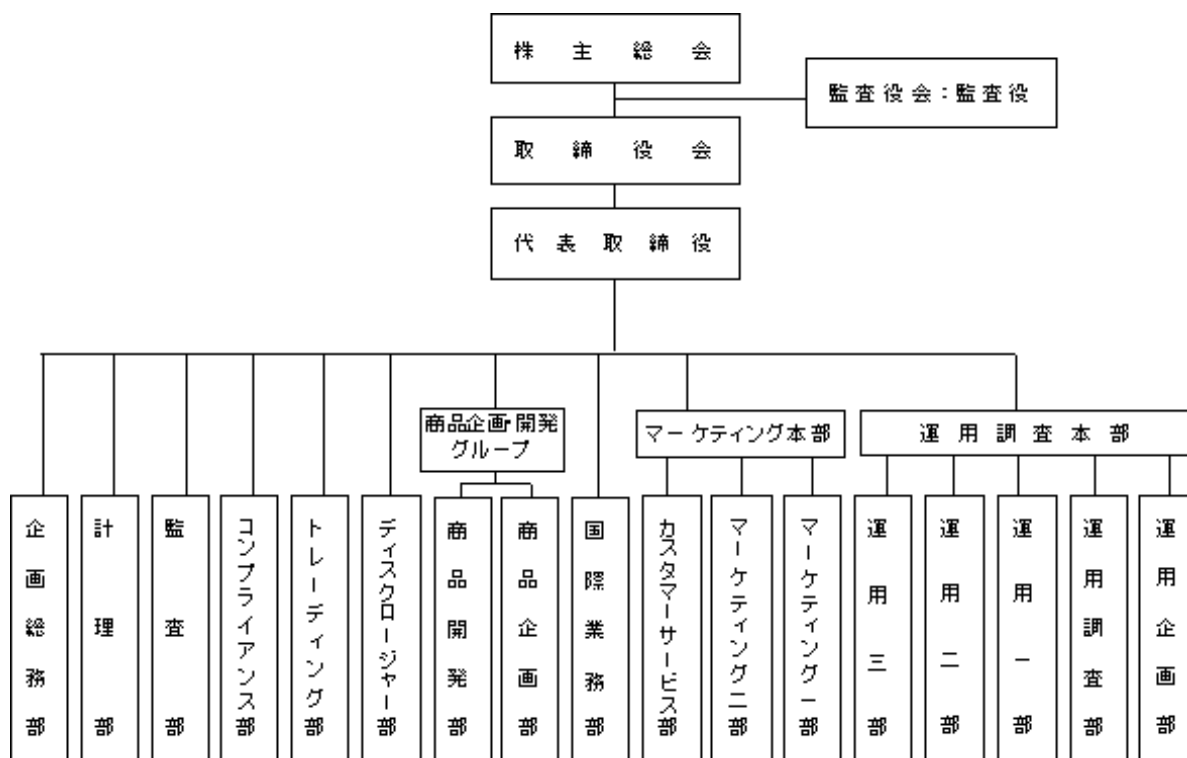 株主総会
監査役会：監査役
取締役会
代表取締役
商品企画・開発
グループ
マーケティング本部
運用調査本部
企画総務部
計理部
監査部
コンプライアンス部
トレーディング部
ディスクロージャー部
商品開発部
商品企画部
国際業務部
カスタマーサービス部
マーケティング二部
マーケティング一部
運用三部
運用二部
運用一部
運用調査部
運用企画部